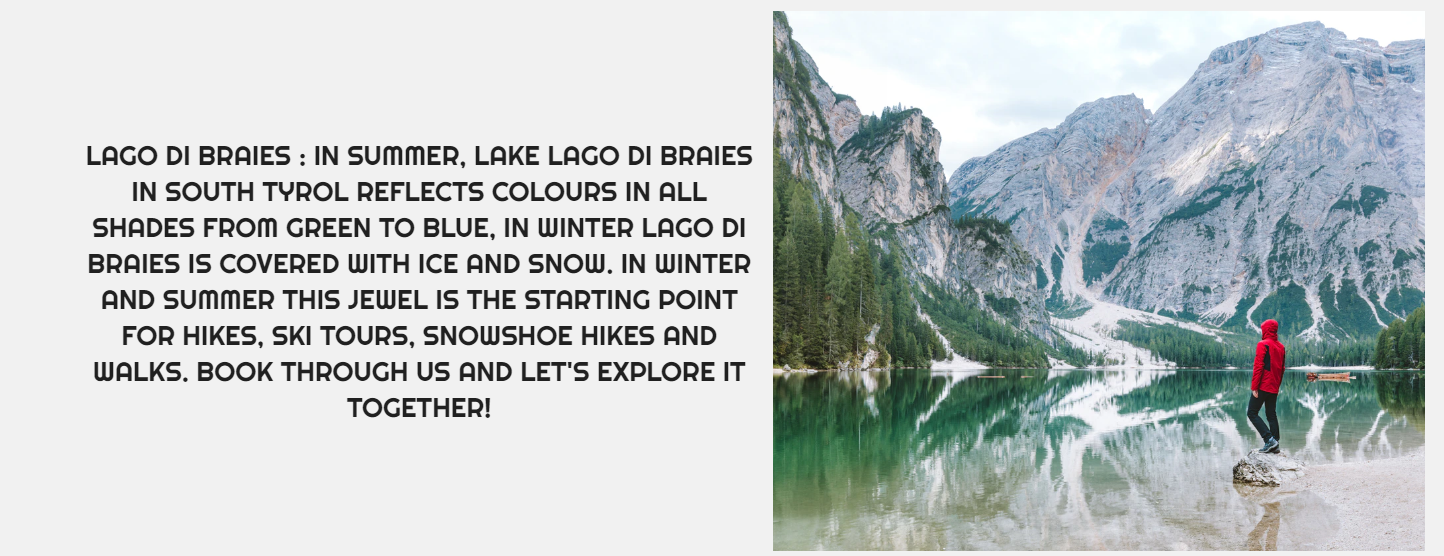 LAGO DI BRAIES : IN SUMMER, LAKE LAGO DI BRAIES
IN SOUTH TYROL REFLECTS COLOURS IN ALL
SHADES FROM GREEN TO BLUE, IN WINTER LAGO DI
BRAIES IS COVERED WITH ICE AND SNOW. IN WINTER
AND SUMMER THIS JEWEL IS THE STARTING POINT
FOR HIKES, SKI TOURS, SNOWSHOE HIKES AND
WALKS. BOOK THROUGH US AND LET'S EXPLORE IT
TOGETHER!